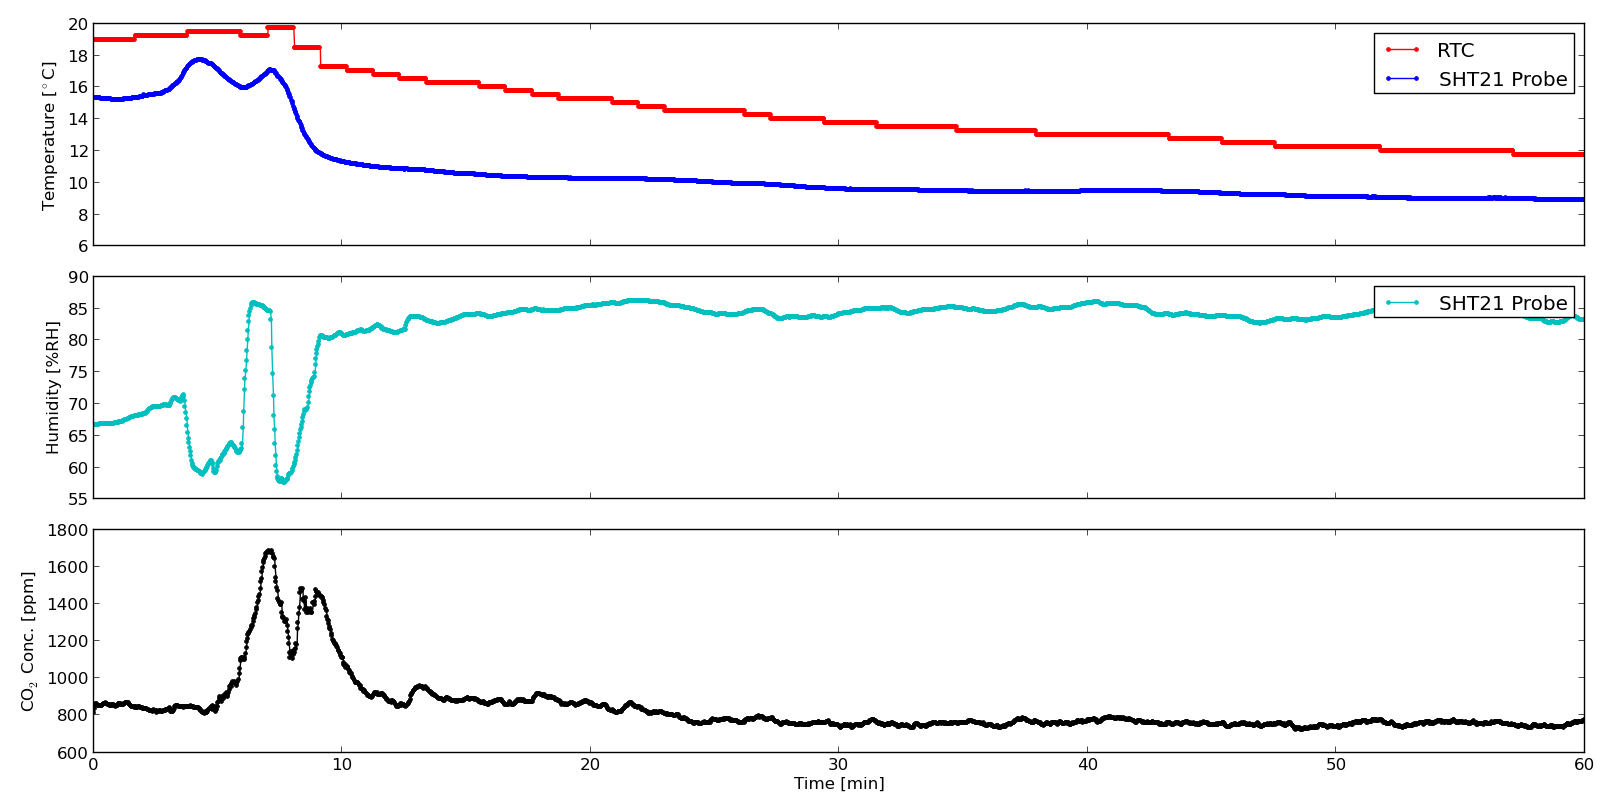 Temperature [°C]
20
18
16
14
12
10
8
6
RTC
SHT21 Probe
Humidity [%RH]
90
85
80
75
70
65
60
55
SHT21 Probe
CO₂ Conc. [ppm]
1800
1600
1400
1200
1000
800
600
0 10 20 30 40 50 60
Time [min]